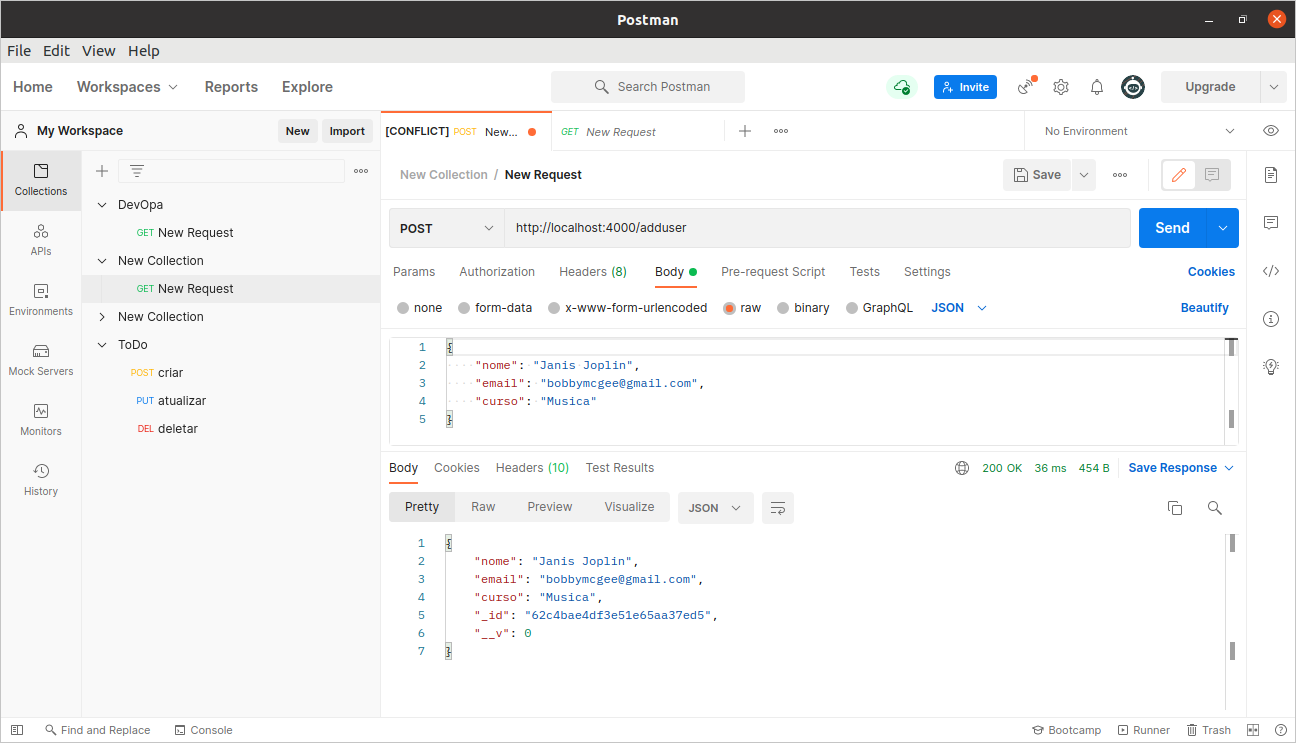 Postman
File Edit View Help
Home Workspaces Reports Explore Search Postman Invite Upgrade
My Workspace New Import
[CONFLICT] POST New... GET New Request No Environment
Collections
APIs
Environments
Mock Servers
Monitors
History
DevOpa
GET New Request
New Collection
GET New Request
New Collection
ToDo
POST criar
PUT atualizar
DEL deletar
New Collection / New Request Save
POST http://localhost:4000/adduser Send
Params Authorization Headers (8) Body Pre-request Script Tests Settings Cookies
none form-data x-www-form-urlencoded raw binary GraphQL JSON Beautify
1 {
2 "nome": "Janis Joplin",
3 "email": "bobbymcgee@gmail.com",
4 "curso": "Musica"
5 }
Body Cookies Headers (10) Test Results 200 OK 36 ms 454 B Save Response
Pretty Raw Preview Visualize JSON
1 {
2 "nome": "Janis Joplin",
3 "email": "bobbymcgee@gmail.com",
4 "curso": "Musica",
5 "_id": "62c4bae4df3e51e65aa37ed5",
6 "__v": 0
7 }
Find and Replace Console Bootcamp Runner Trash